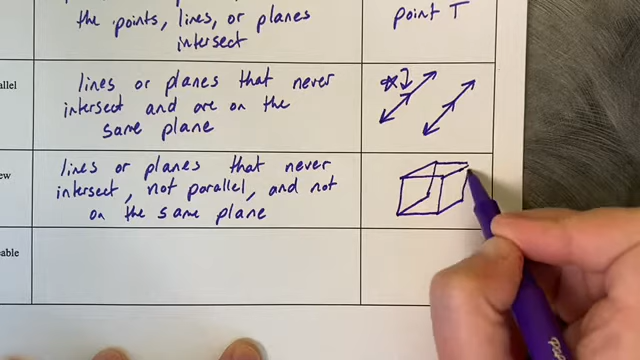 the points, lines, or planes
intersect
point T
allel
lines or planes that never
intersect and are on the
same plane
ew
lines or planes that never
intersect, not parallel, and not
on the same plane
eable